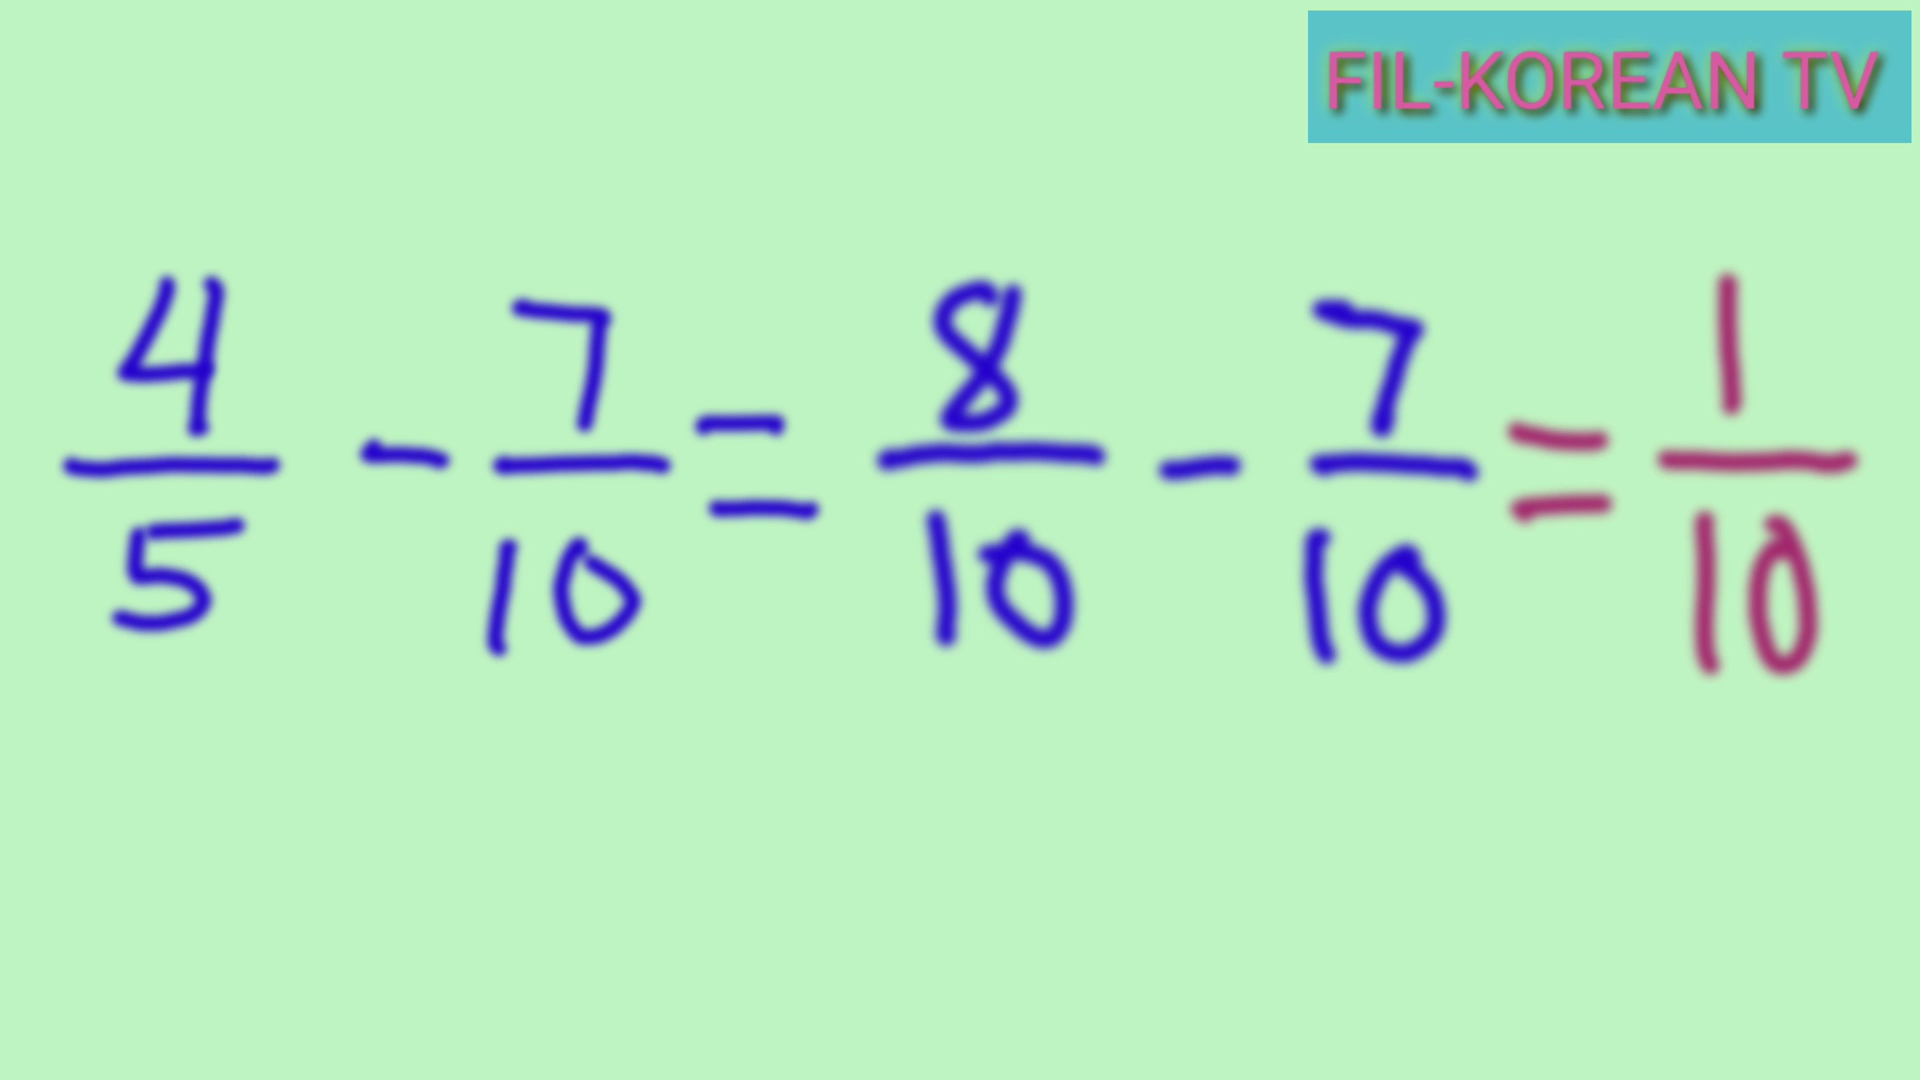 FIL-KOREAN TV
4/5 - 7/10 = 8/10 - 7/10 = 1/10